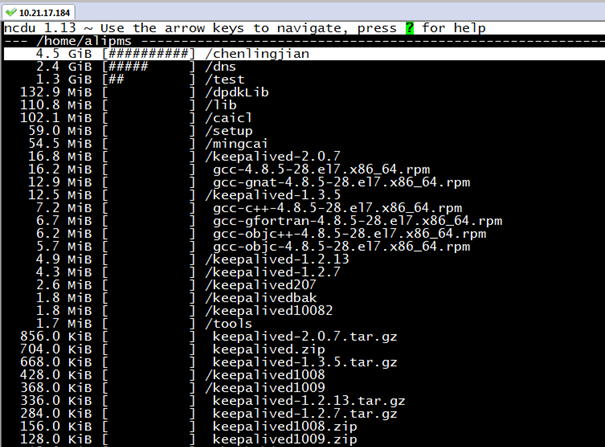 10.21.17.184
ncdu 1.13 ~ Use the arrow keys to navigate, press ? for help
--- /home/alipms ---
4.5 GiB [##########] /chenlingjian
2.4 GiB [##### ] /dns
1.3 GiB [## ] /test
132.9 MiB [ ] /dpdkLib
110.8 MiB [ ] /lib
102.1 MiB [ ] /caicl
59.0 MiB [ ] /setup
54.5 MiB [ ] /mingcai
16.8 MiB [ ] /keepalived-2.0.7
16.2 MiB [ ] gcc-4.8.5-28.el7.x86_64.rpm
12.9 MiB [ ] gcc-gnat-4.8.5-28.el7.x86_64.rpm
12.5 MiB [ ] /keepalived-1.3.5
7.2 MiB [ ] gcc-c++-4.8.5-28.el7.x86_64.rpm
6.7 MiB [ ] gcc-gfortran-4.8.5-28.el7.x86_64.rpm
6.2 MiB [ ] gcc-objc++-4.8.5-28.el7.x86_64.rpm
5.7 MiB [ ] gcc-objc-4.8.5-28.el7.x86_64.rpm
4.9 MiB [ ] /keepalived-1.2.13
4.3 MiB [ ] /keepalived-1.2.7
2.6 MiB [ ] /keepalived207
1.8 MiB [ ] /keepalivedbak
1.8 MiB [ ] /keepalived10082
1.7 MiB [ ] /tools
856.0 KiB [ ] keepalived-2.0.7.tar.gz
704.0 KiB [ ] keepalived.zip
668.0 KiB [ ] keepalived-1.3.5.tar.gz
428.0 KiB [ ] /keepalived1008
368.0 KiB [ ] /keepalived1009
336.0 KiB [ ] keepalived-1.2.13.tar.gz
284.0 KiB [ ] keepalived-1.2.7.tar.gz
156.0 KiB [ ] keepalived1008.zip
128.0 KiB [ ] keepalived1009.zip